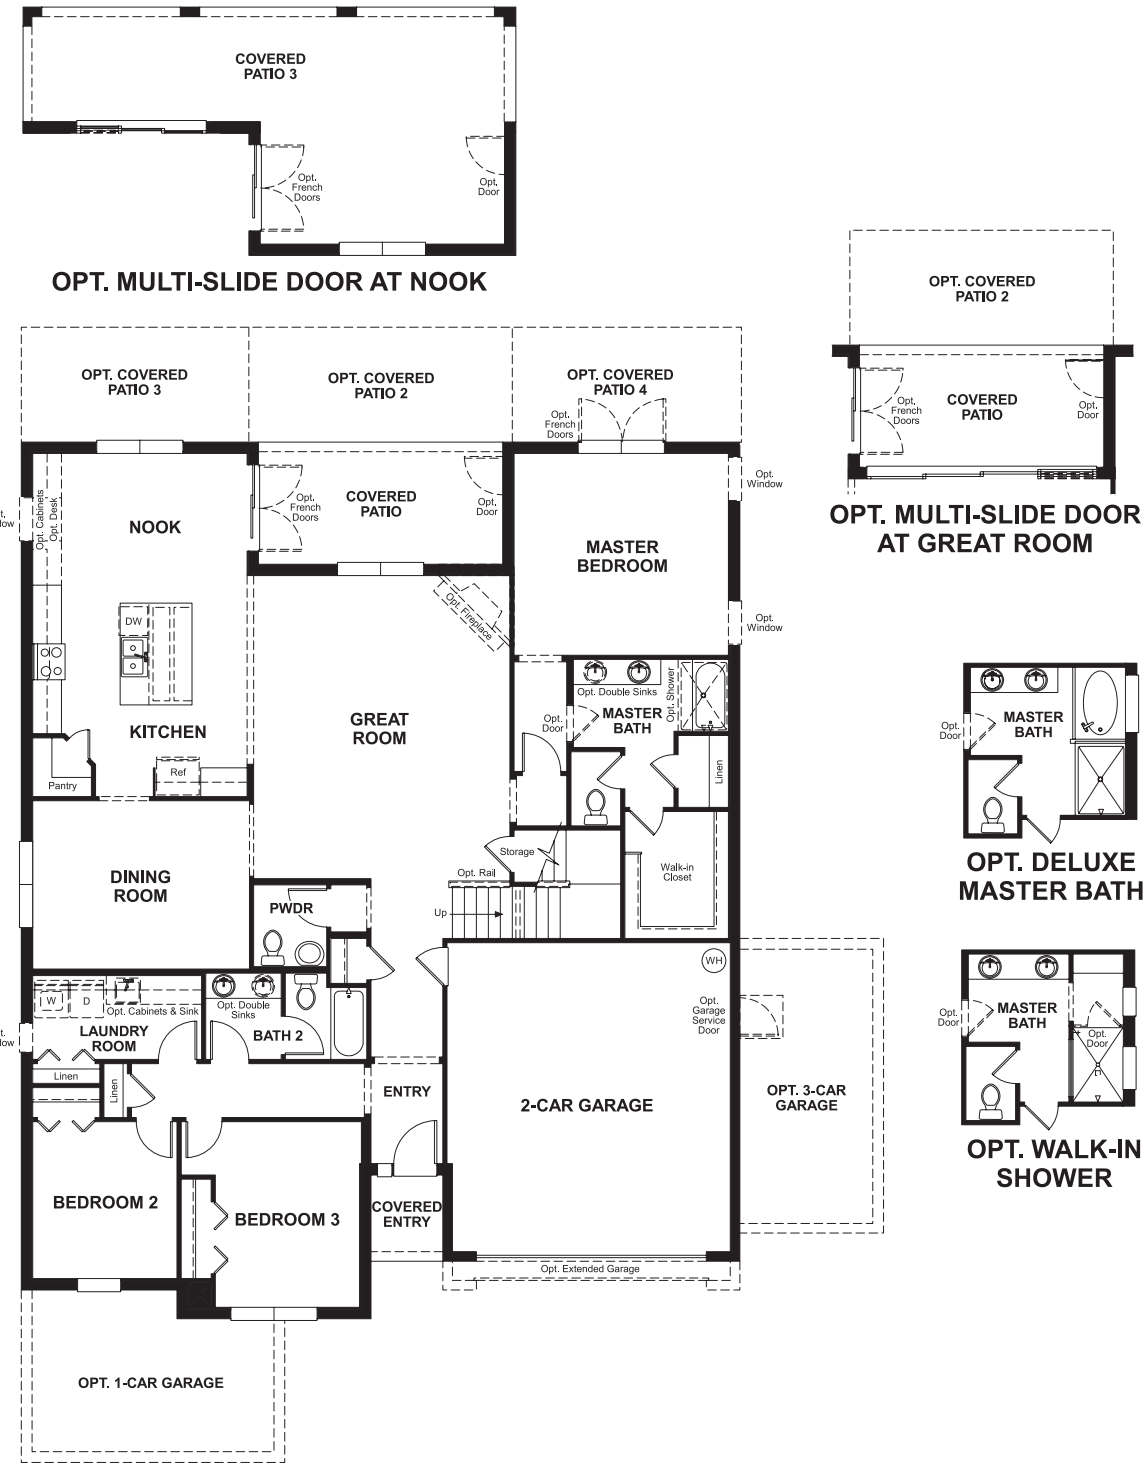 COVERED
PATIO 3
Opt.
French
Doors
Opt.
Door
OPT. MULTI-SLIDE DOOR AT NOOK
OPT. COVERED
PATIO 2
Opt.
French
Doors
COVERED
PATIO
Opt.
Door
OPT. MULTI-SLIDE DOOR
AT GREAT ROOM
OPT. COVERED
PATIO 3
OPT. COVERED
PATIO 2
OPT. COVERED
PATIO 4
Opt.
French
Doors
Opt. Cabinets
Opt. Desk
NOOK
Opt.
French
Doors
COVERED
PATIO
Opt.
Door
MASTER
BEDROOM
Opt.
Window
Opt.
Window
Opt. Fireplace
DW
KITCHEN
Pantry
Ref
GREAT
ROOM
Opt. Double Sinks
Opt. Shower
Opt.
Door
MASTER
BATH
Linen
DINING
ROOM
Storage
Opt. Rail
Up
Walk-in
Closet
PWDR
WH
W
D
Opt. Cabinets & Sink
LAUNDRY
ROOM
Opt. Double
Sinks
BATH 2
Linen
Linen
ENTRY
2-CAR GARAGE
Opt.
Garage
Service
Door
OPT. 3-CAR
GARAGE
BEDROOM 2
BEDROOM 3
COVERED
ENTRY
Opt. Extended Garage
OPT. 1-CAR GARAGE
Opt.
Door
MASTER
BATH
OPT. DELUXE
MASTER BATH
Opt.
Door
MASTER
BATH
Opt.
Door
OPT. WALK-IN
SHOWER